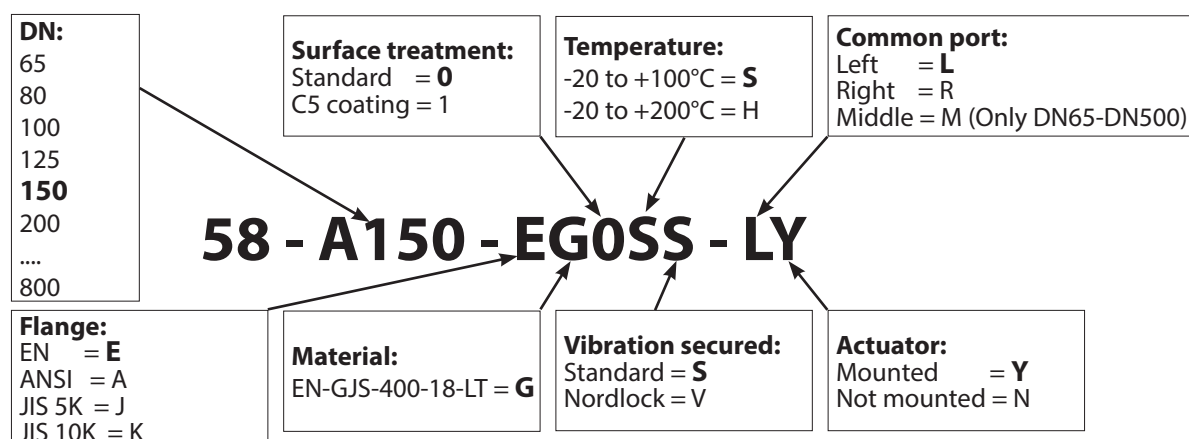 DN:
65
80
100
125
150
200
....
800
Surface treatment:
Standard = 0
C5 coating = 1
Temperature:
-20 to +100°C = S
-20 to +200°C = H
Common port:
Left = L
Right = R
Middle = M (Only DN65-DN500)
58 - A150 - EG0SS - LY
Flange:
EN = E
ANSI = A
JIS 5K = J
JIS 10K = K
Material:
EN-GJS-400-18-LT = G
Vibration secured:
Standard = S
Nordlock = V
Actuator:
Mounted = Y
Not mounted = N